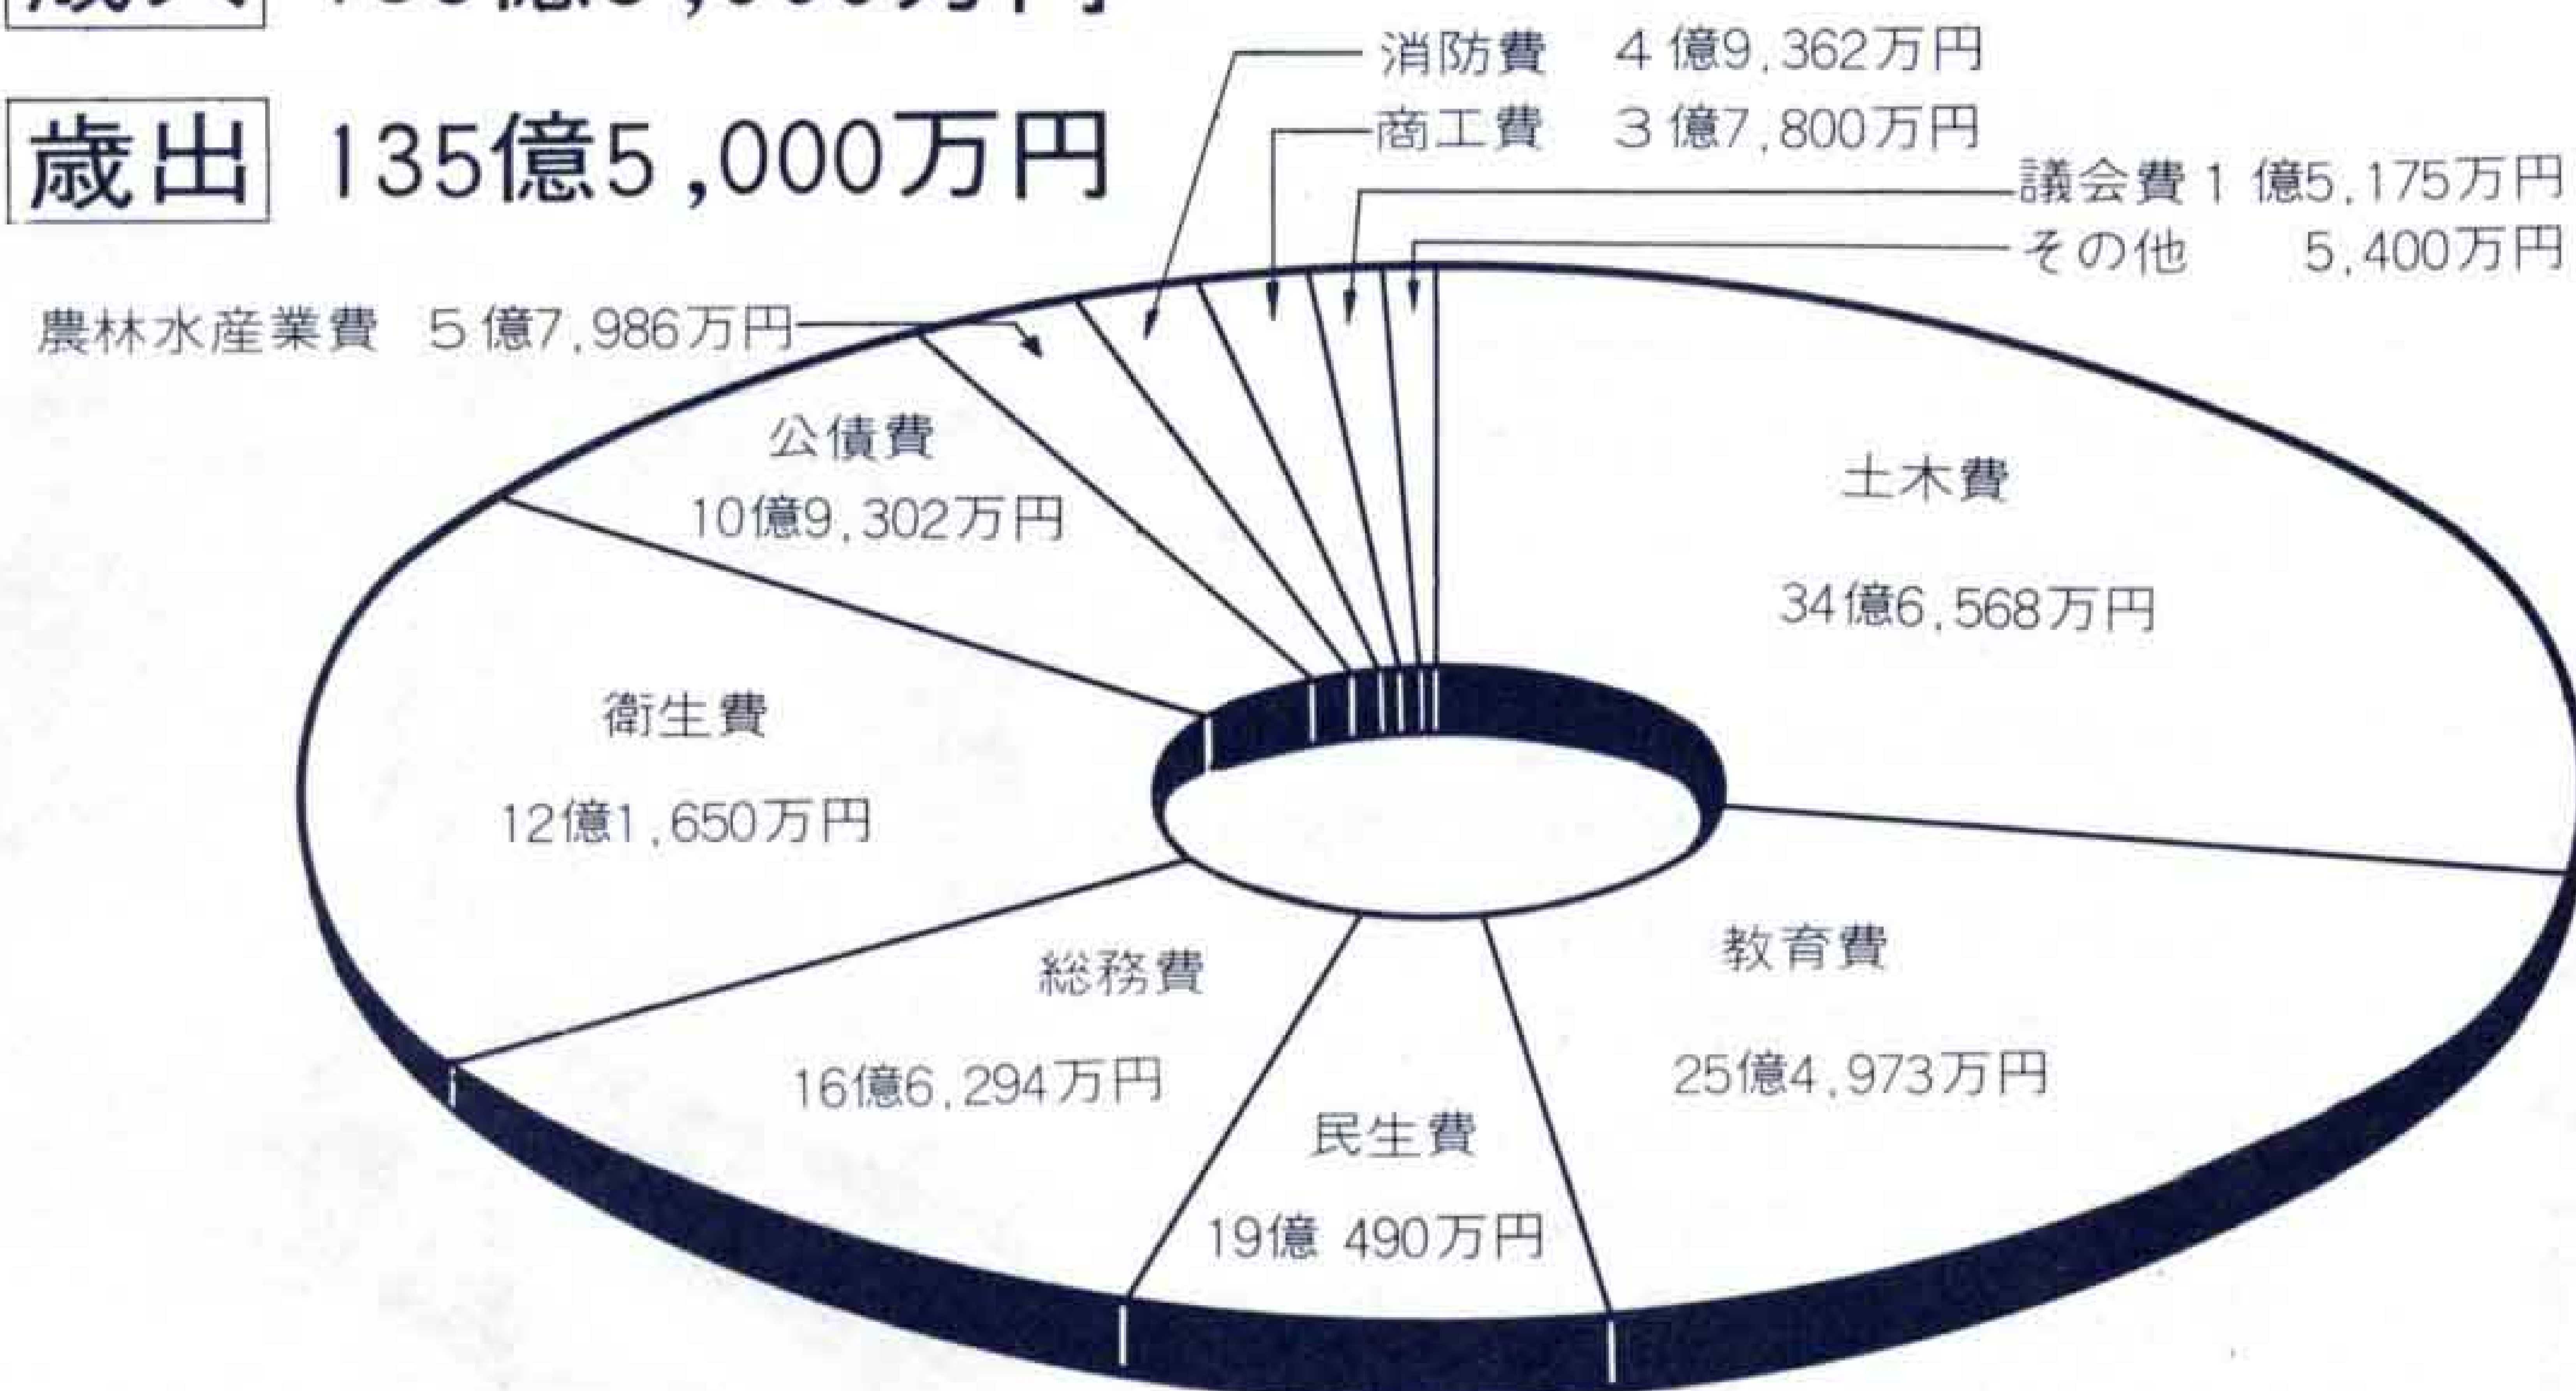 歳出 135億5,000万円
消防費 4億9,362万円
商工費 3億7,800万円
議会費 1億5,175万円
その他 5,400万円
農林水産業費 5億7,986万円
公債費
10億9,302万円
土木費
34億6,568万円
衛生費
12億1,650万円
総務費
16億6,294万円
教育費
25億4,973万円
民生費
19億 490万円